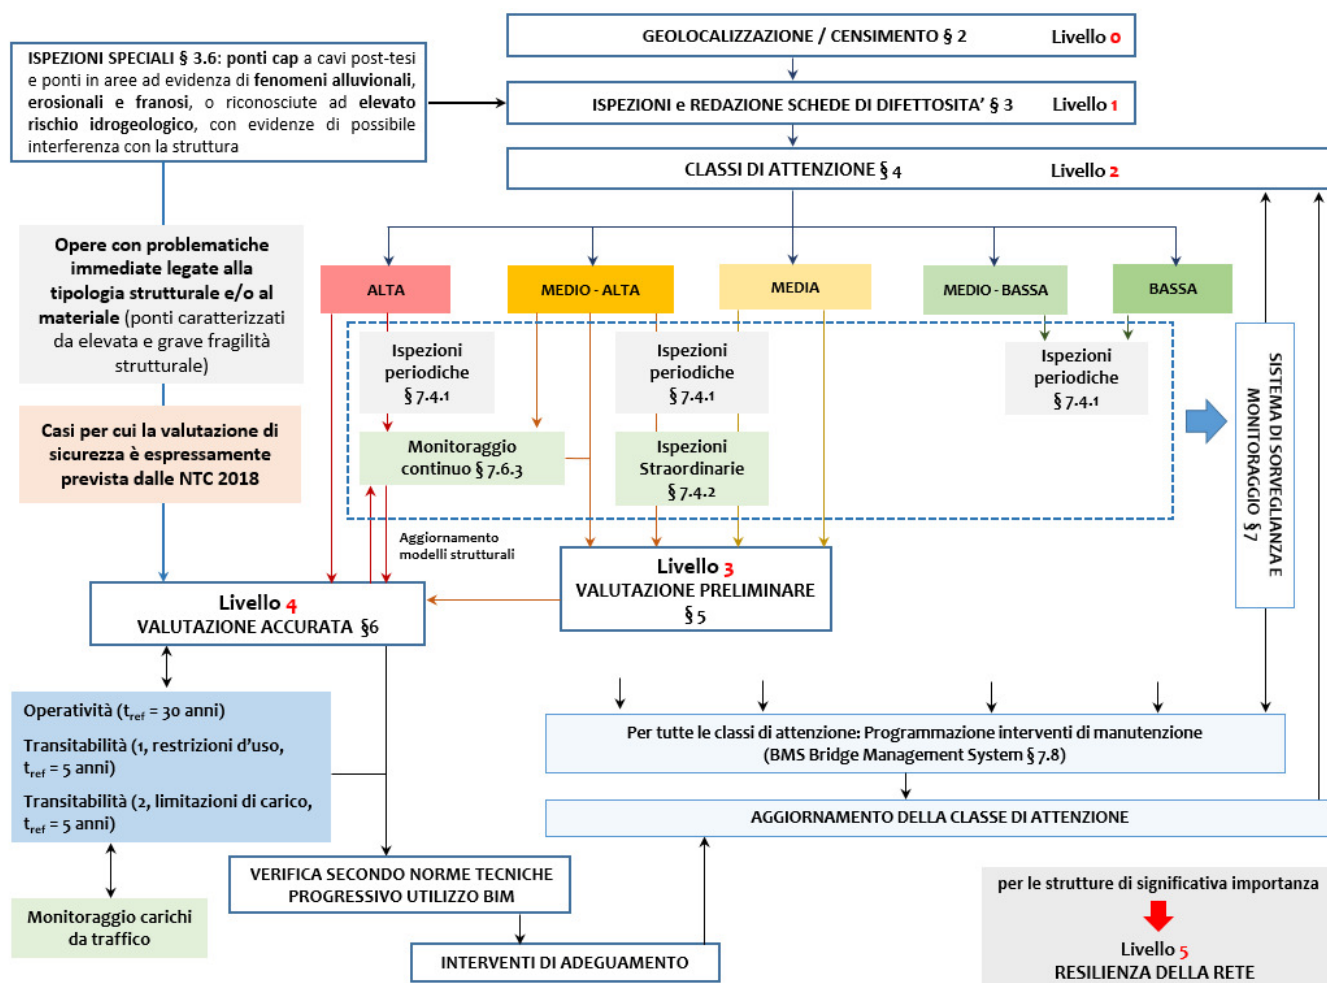 GEOLOCALIZZAZIONE / CENSIMENTO § 2 Livello 0
ISPEZIONI SPECIALI § 3.6: ponti cap a cavi post-tesi
e ponti in aree ad evidenza di fenomeni alluvionali,
erosionali e franosi, o riconosciute ad elevato
rischio idrogeologico, con evidenze di possibile
interferenza con la struttura
ISPEZIONI e REDAZIONE SCHEDE DI DIFETTOSITA' § 3 Livello 1
CLASSI DI ATTENZIONE § 4 Livello 2
Opere con problematiche
immediate legate alla
tipologia strutturale e/o al
materiale (ponti caratterizzati
da elevata e grave fragilità
strutturale)
ALTA
MEDIO - ALTA
MEDIA
MEDIO - BASSA
BASSA
Ispezioni
periodiche
§ 7.4.1
Ispezioni
periodiche
§ 7.4.1
Ispezioni
periodiche
§ 7.4.1
Monitoraggio
continuo § 7.6.3
Ispezioni
Straordinarie
§ 7.4.2
SISTEMA DI SORVEGLIANZA E
MONITORAGGIO §7
Casi per cui la valutazione di
sicurezza è espressamente
prevista dalle NTC 2018
Aggiornamento
modelli strutturali
Livello 3
VALUTAZIONE PRELIMINARE
§ 5
Livello 4
VALUTAZIONE ACCURATA §6
Operatività (tref = 30 anni)
Transitabilità (1, restrizioni d'uso,
tref = 5 anni)
Transitabilità (2, limitazioni di carico,
tref = 5 anni)
Per tutte le classi di attenzione: Programmazione interventi di manutenzione
(BMS Bridge Management System § 7.8)
AGGIORNAMENTO DELLA CLASSE DI ATTENZIONE
VERIFICA SECONDO NORME TECNICHE
PROGRESSIVO UTILIZZO BIM
Monitoraggio carichi
da traffico
INTERVENTI DI ADEGUAMENTO
per le strutture di significativa importanza
Livello 5
RESILIENZA DELLA RETE